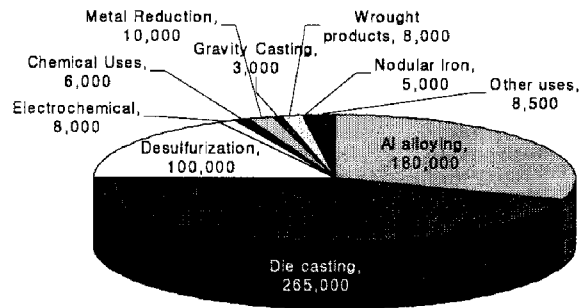 Metal Reduction,
10,000
Gravity Casting,
3,000
Wrought
products, 8,000
Chemical Uses,
6,000
Nodular Iron,
5,000
Other uses,
8,500
Electrochemical,
8,000
Desulfurization,
100,000
Al alloying,
180,000
Die casting,
265,000